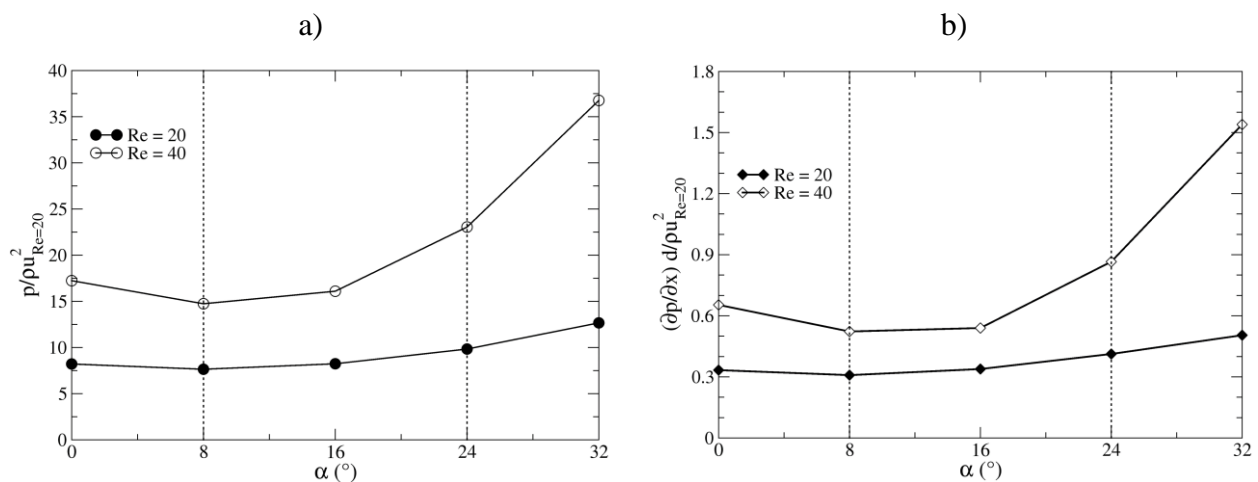 a)
40
35
30
25
20
15
10
5
0
p/ρu²Re=20
Re = 20
Re = 40
0 8 16 24 32
α (°)
b)
1.8
1.5
1.2
0.9
0.6
0.3
0
(∂p/∂x) d/ρu²Re=20
Re = 20
Re = 40
0 8 16 24 32
α (°)